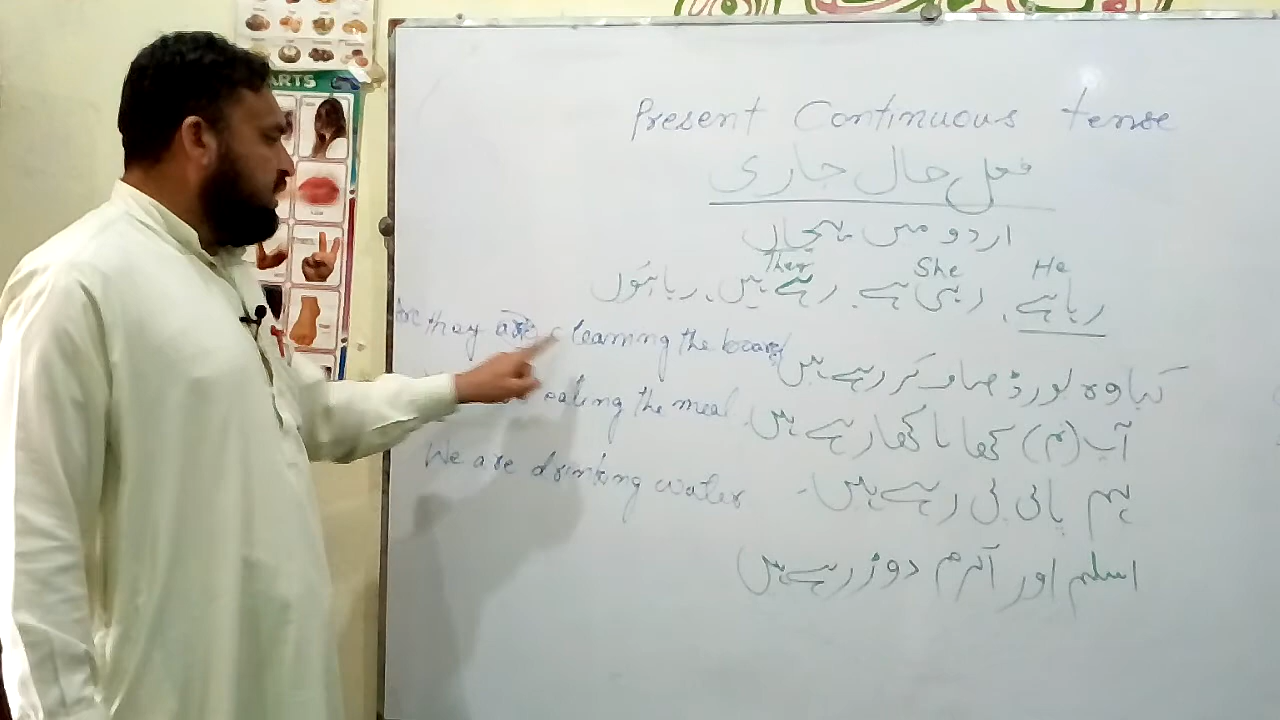 ARTS
Present Continuous tense
فعل حال جاری
اردو میں پہچان
He She They
رہا ہے، رہی ہے، رہے ہیں، رہا ہوں
Are they are cleaning the board کیا وہ بورڈ صاف کر رہے ہیں
eating the meal آپ (تم) کھانا کھا رہے ہیں
We are drinking water ہم پانی پی رہے ہیں۔
اسلم اور اکرم دوڑ رہے ہیں